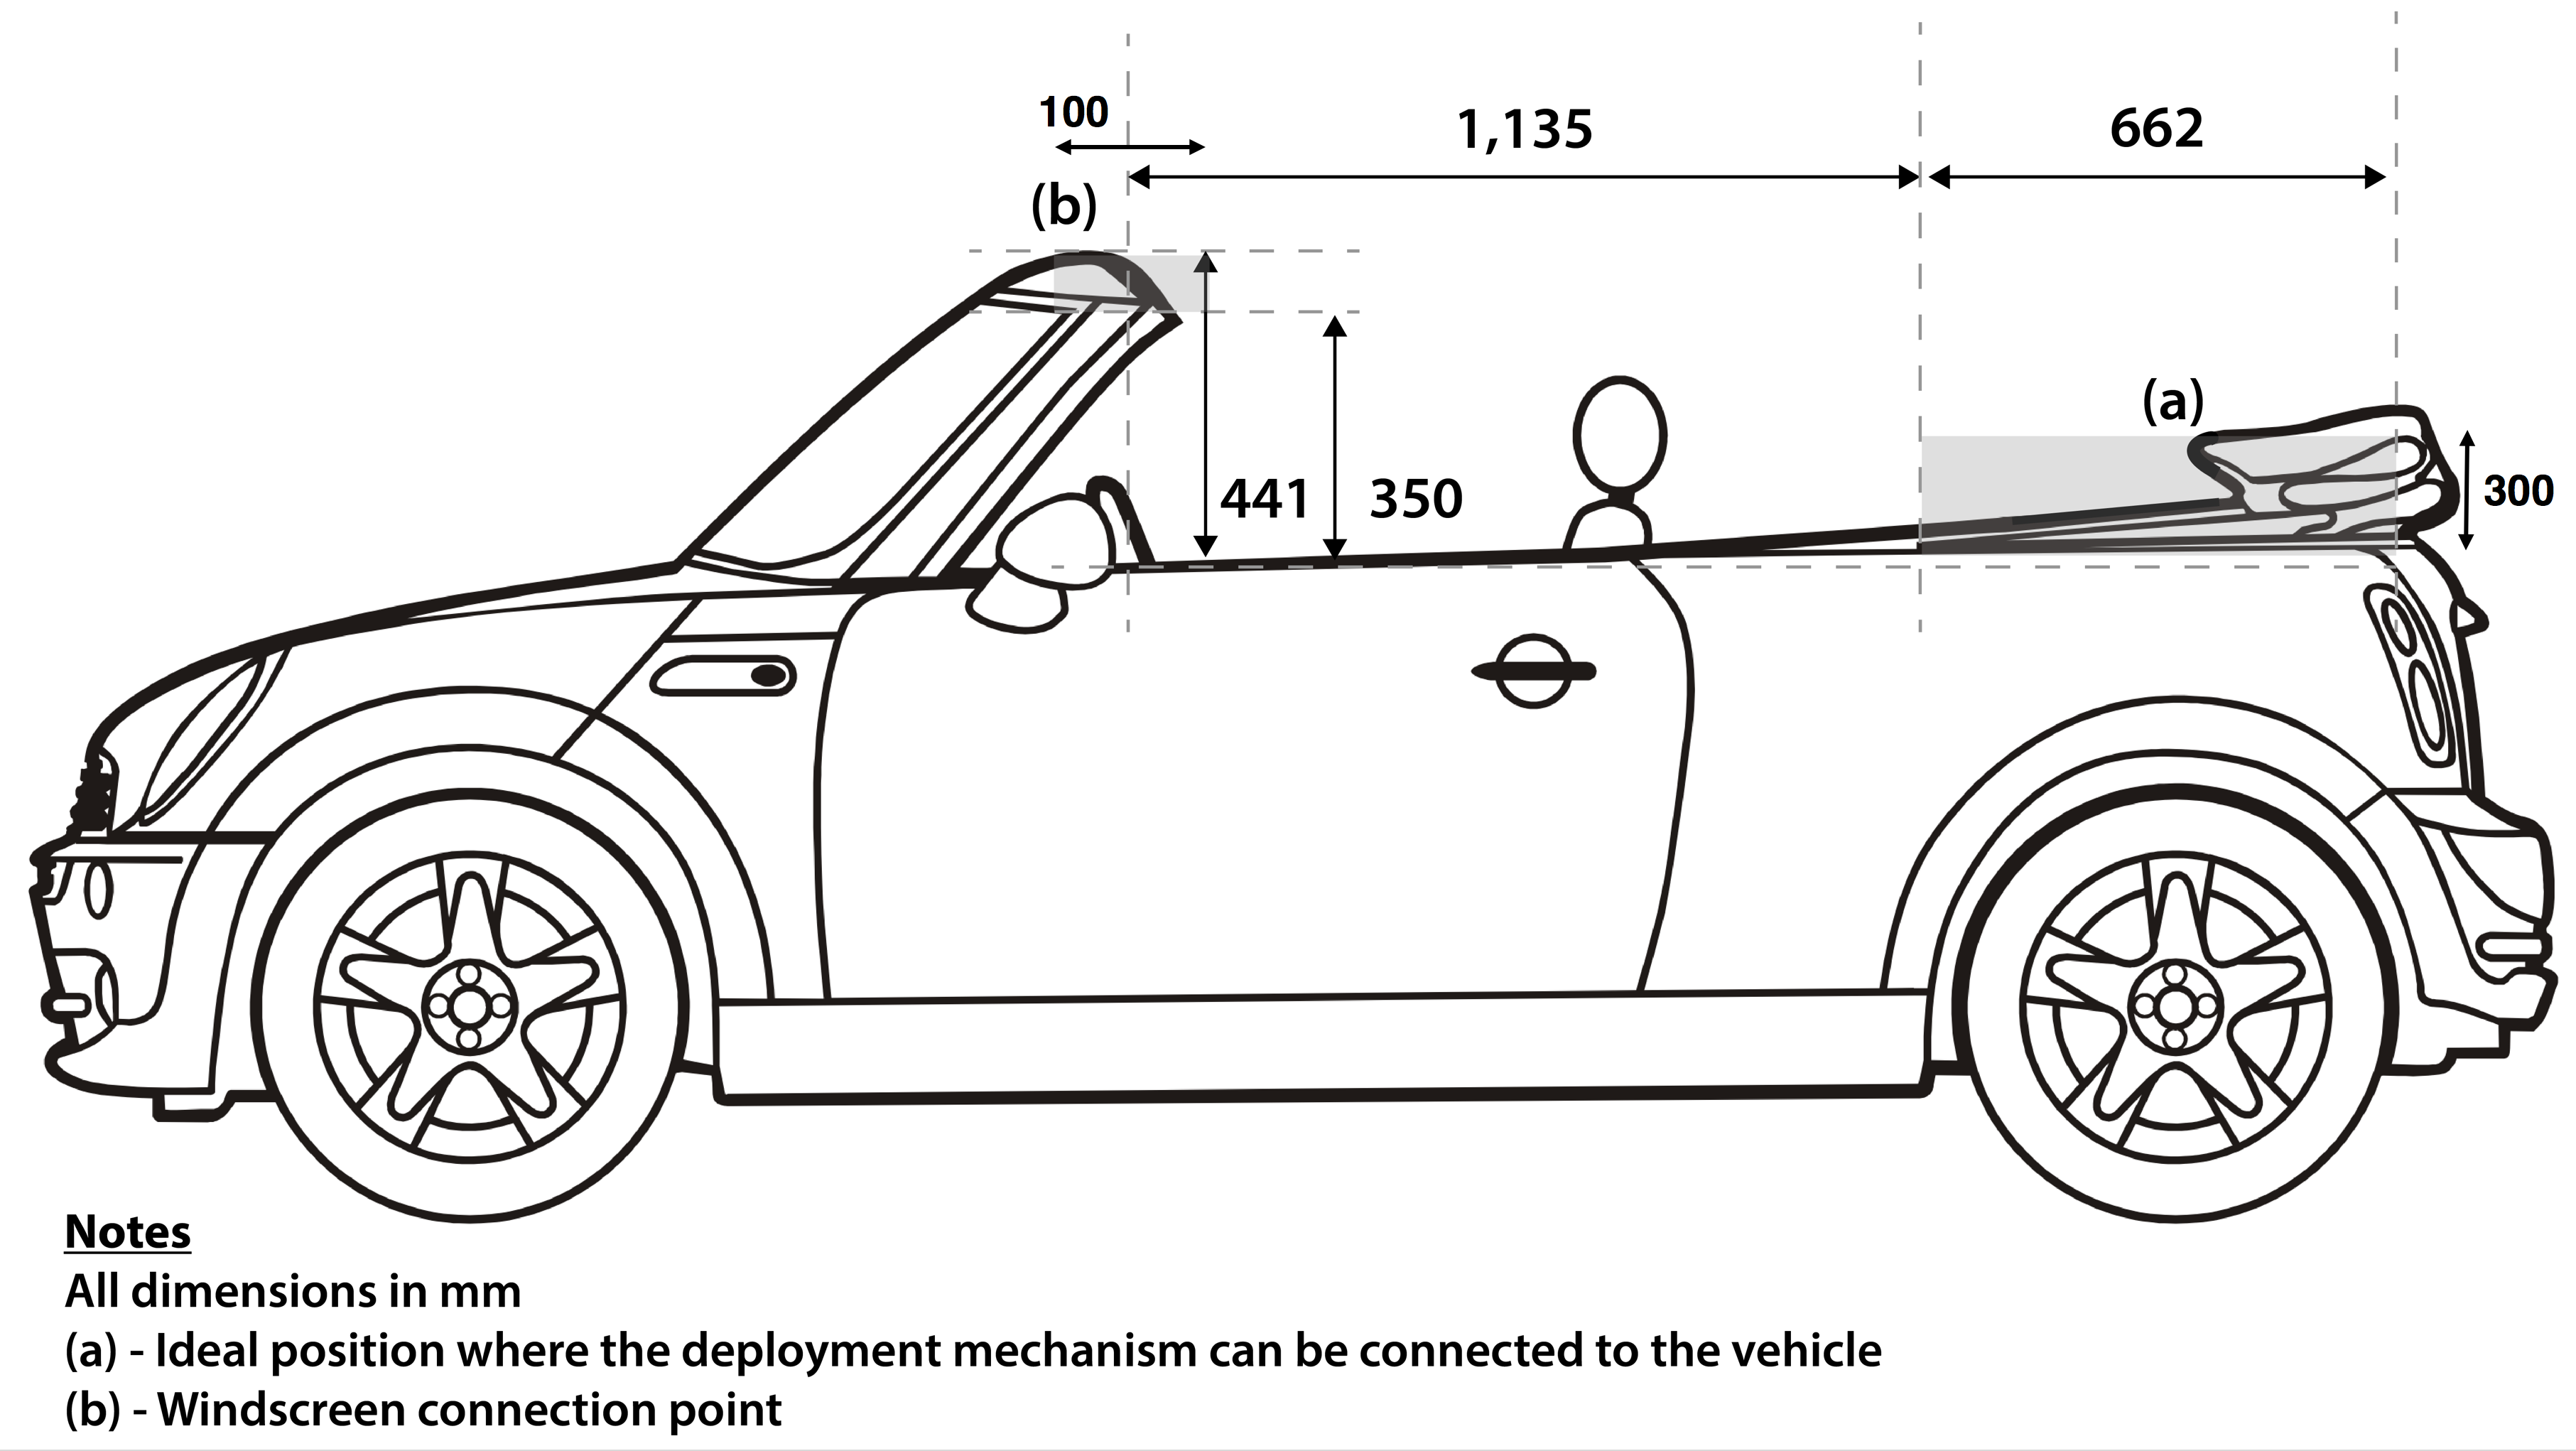 100
1,135
662
(b)
(a)
441
350
300
Notes
All dimensions in mm
(a) - Ideal position where the deployment mechanism can be connected to the vehicle
(b) - Windscreen connection point